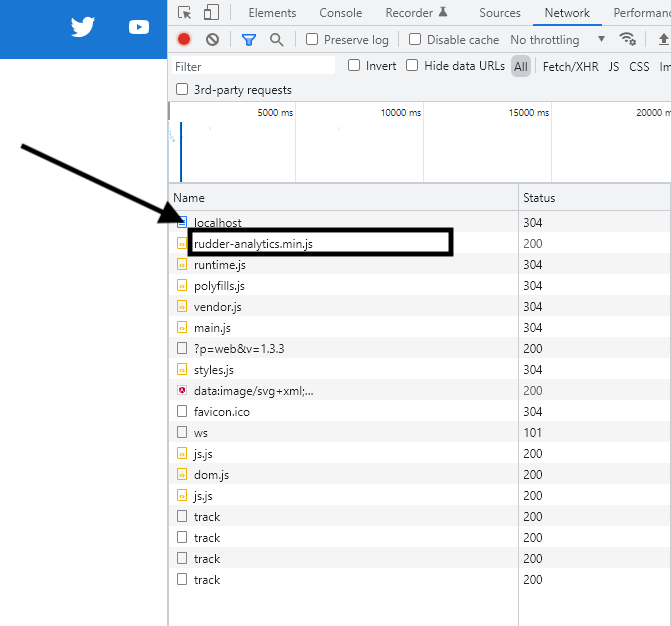 Elements Console Recorder Sources Network Performanc
Preserve log Disable cache No throttling
Filter Invert Hide data URLs All Fetch/XHR JS CSS Im
3rd-party requests
5000 ms 10000 ms 15000 ms 20000 m
Name Status
localhost 304
rudder-analytics.min.js 200
runtime.js 304
polyfills.js 304
vendor.js 304
main.js 304
?p=web&v=1.3.3 200
styles.js 304
data:image/svg+xml;... 200
favicon.ico 304
ws 101
js.js 200
dom.js 200
js.js 200
track 200
track 200
track 200
track 200